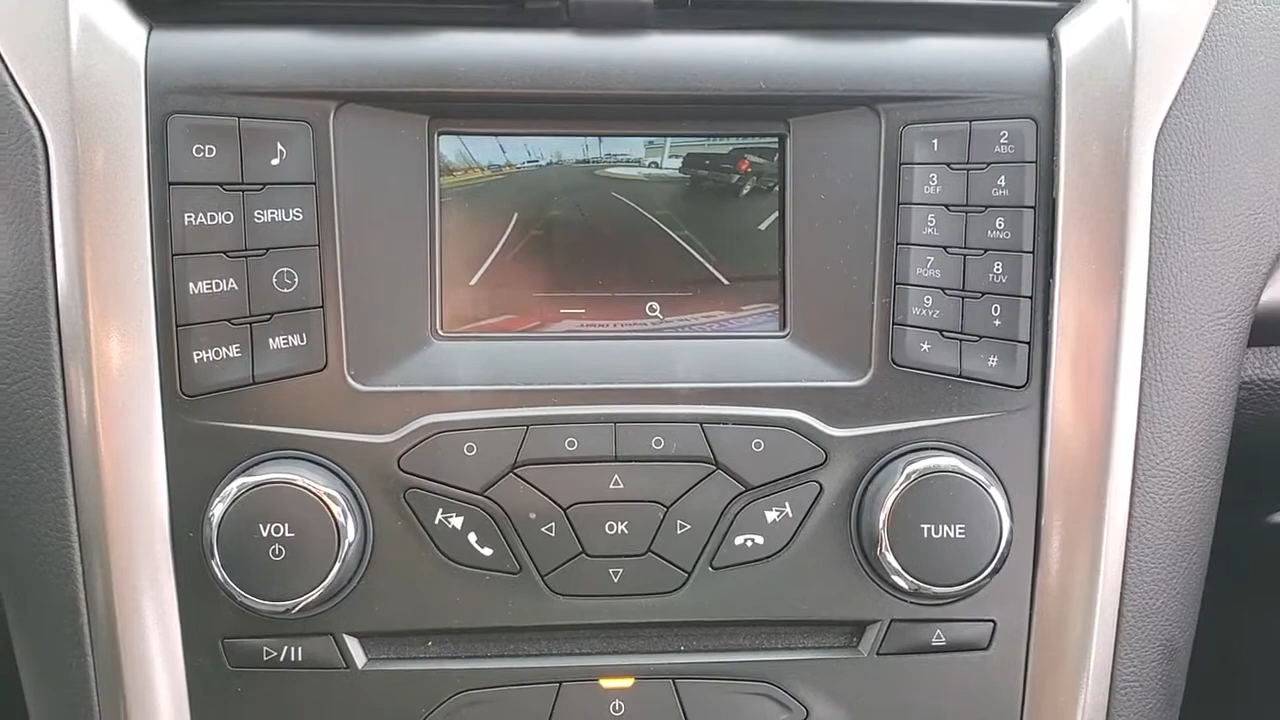 CD
RADIO SIRIUS
MEDIA
PHONE MENU
1 2 ABC
3 DEF 4 GHI
5 JKL 6 MNO
7 PQRS 8 TUV
9 WXYZ 0 +
* #
VOL
OK
TUNE